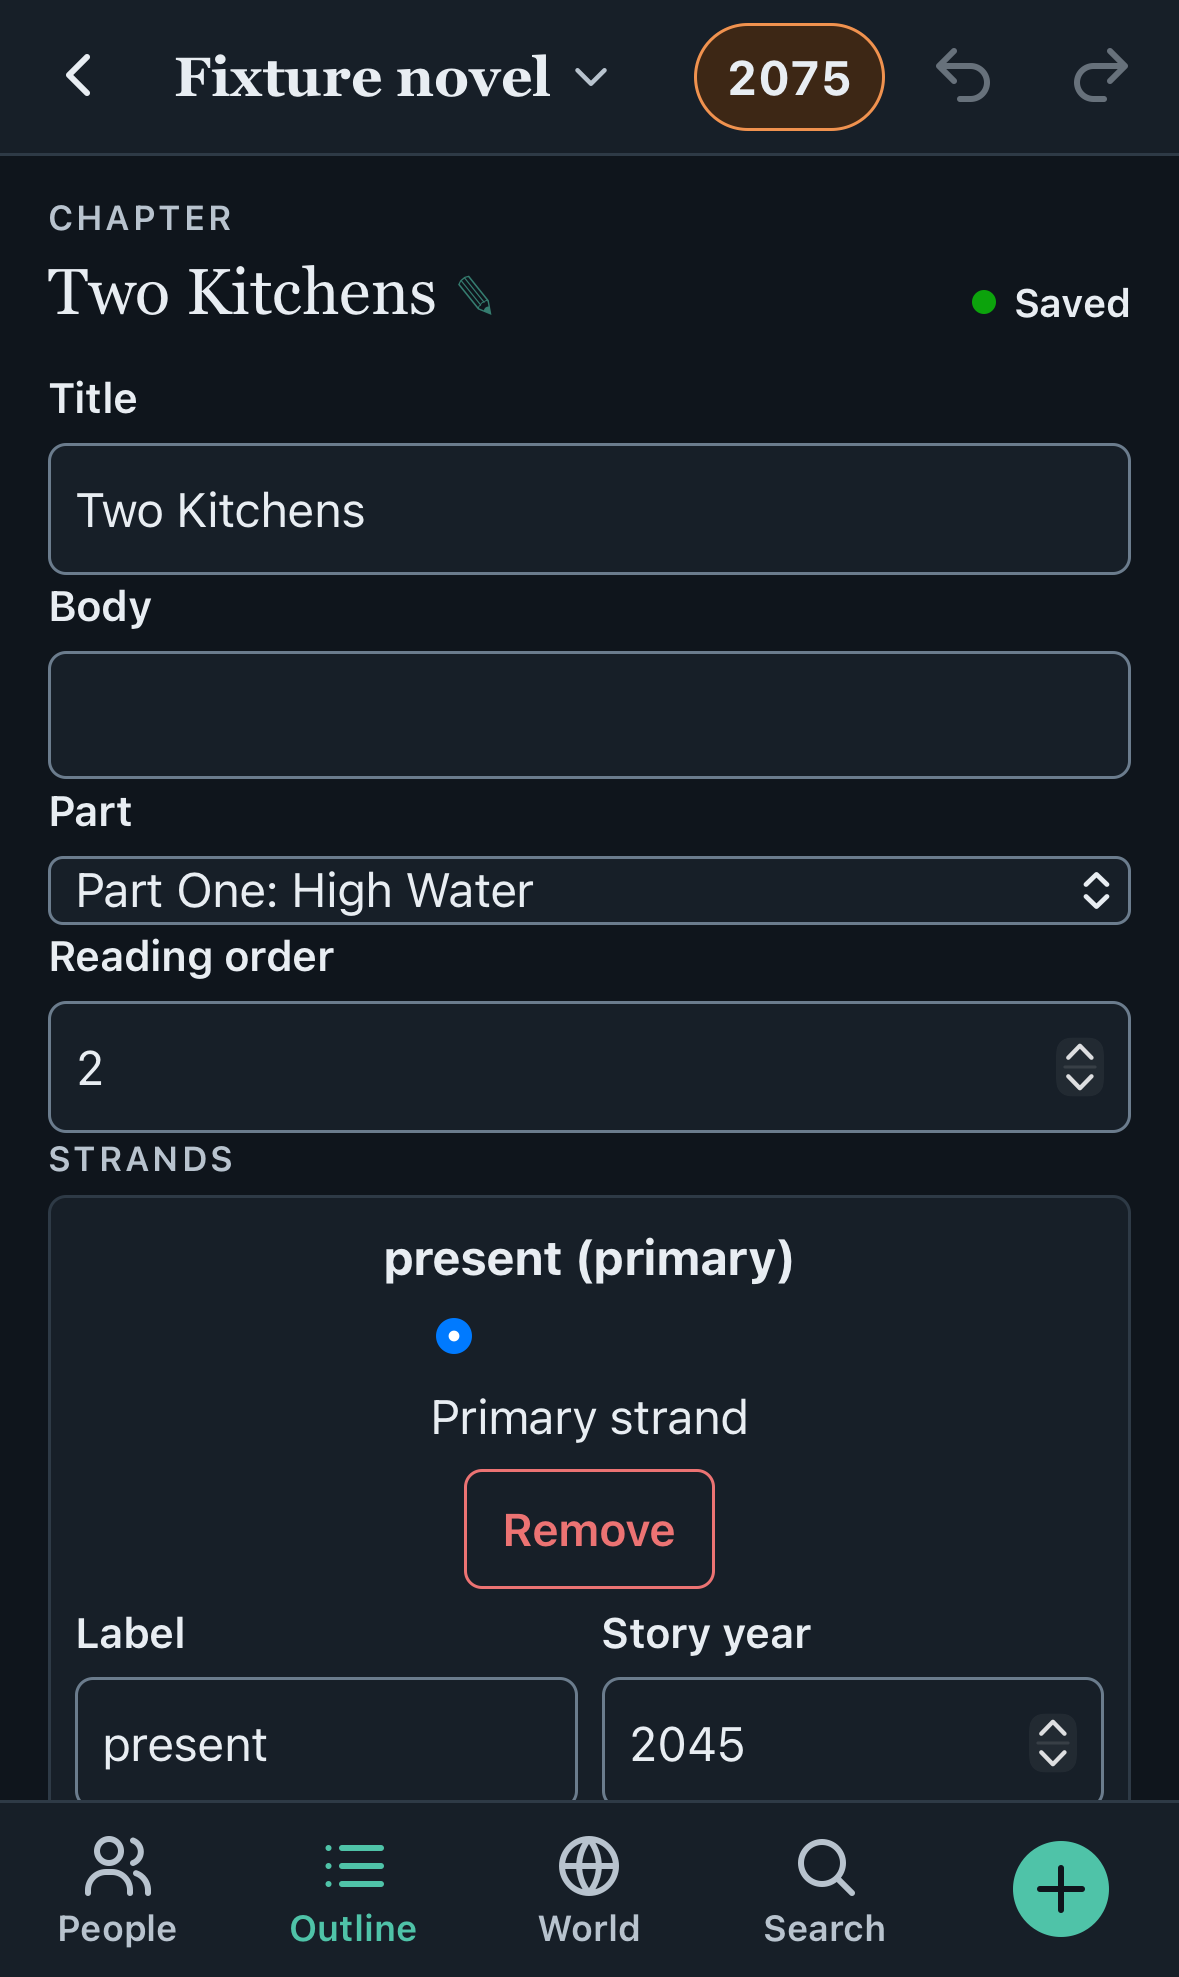 Fixture novel
2075
CHAPTER
Two Kitchens
Saved
Title
Two Kitchens
Body
Part
Part One: High Water
Reading order
2
STRANDS
present (primary)
Primary strand
Remove
Label Story year
present 2045
People Outline World Search